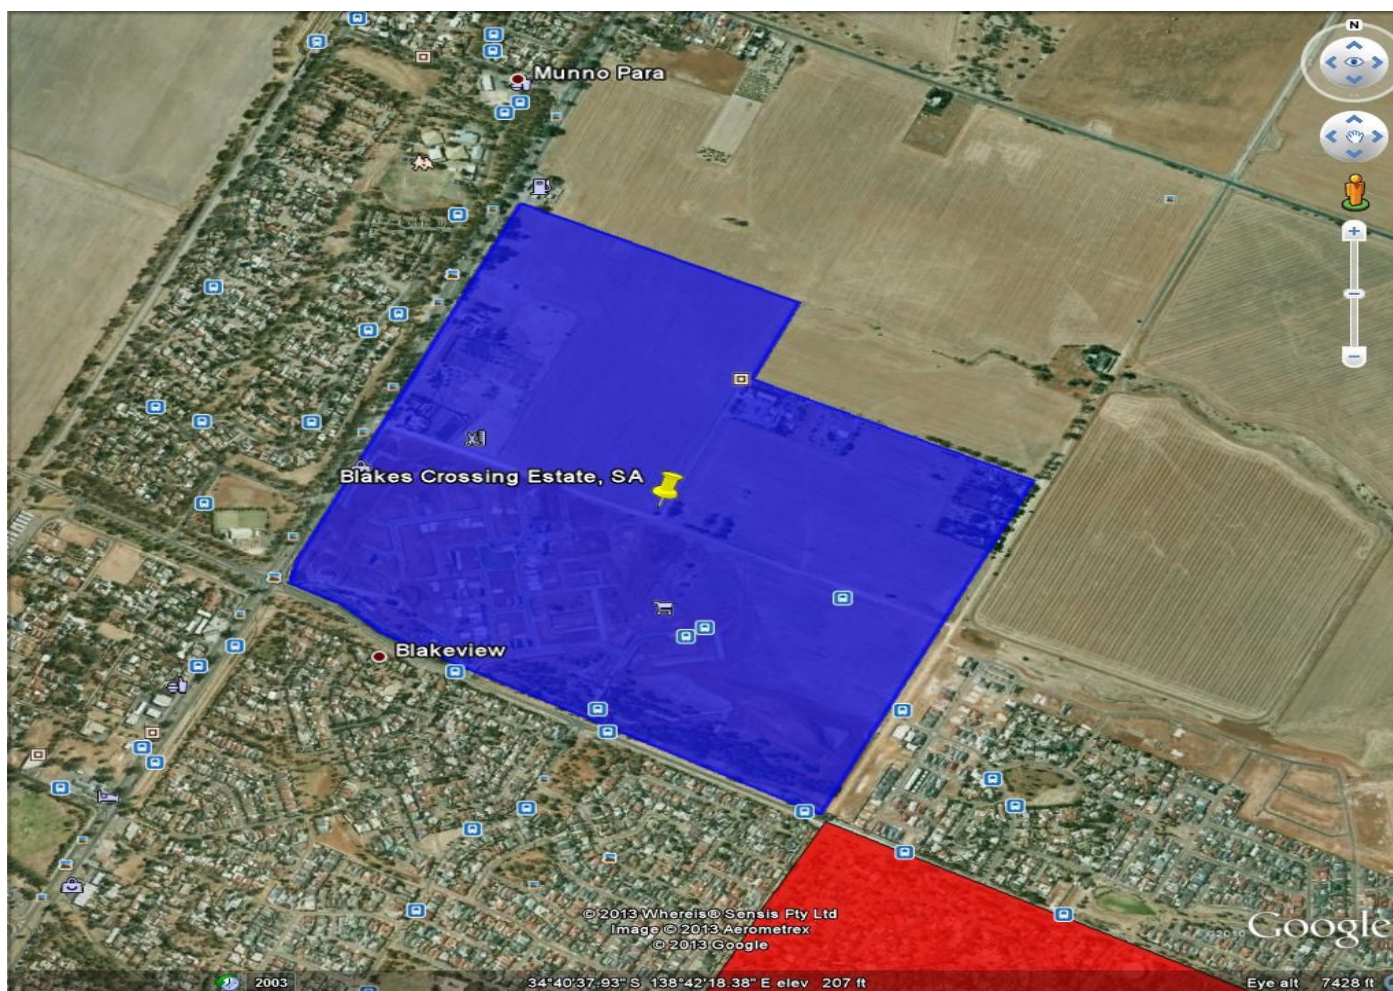 N
Munno Para
Blakes Crossing Estate, SA
Blakeview
© 2013 Whereis® Sensis Pty Ltd
Image © 2013 Aerometrex
© 2013 Google
©2010 Google
2003
34°40'37.93" S 138°42'18.38" E elev 207 ft
Eye alt 7428 ft